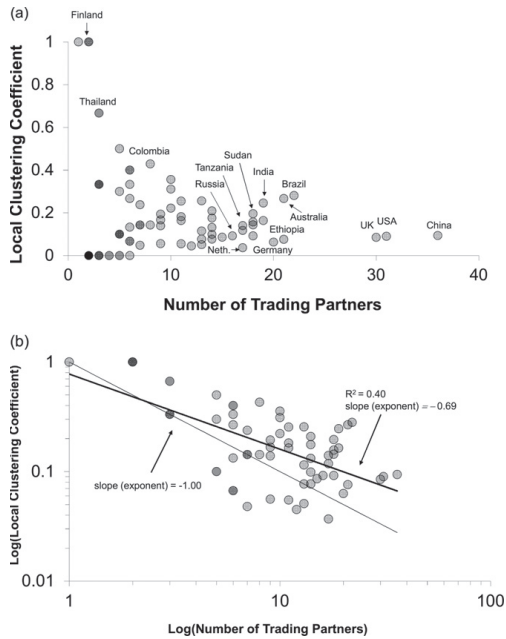 (a)
Finland
Local Clustering Coefficient
1
0.8
0.6
0.4
0.2
0
Thailand
Colombia
Sudan
Tanzania
India
Russia
Brazil
Australia
Ethiopia
Neth.
Germany
UK
USA
China
0
10
20
30
40
Number of Trading Partners
(b)
Log(Local Clustering Coefficient)
1
0.1
0.01
R² = 0.40
slope (exponent) = −0.69
slope (exponent) = -1.00
1
10
100
Log(Number of Trading Partners)